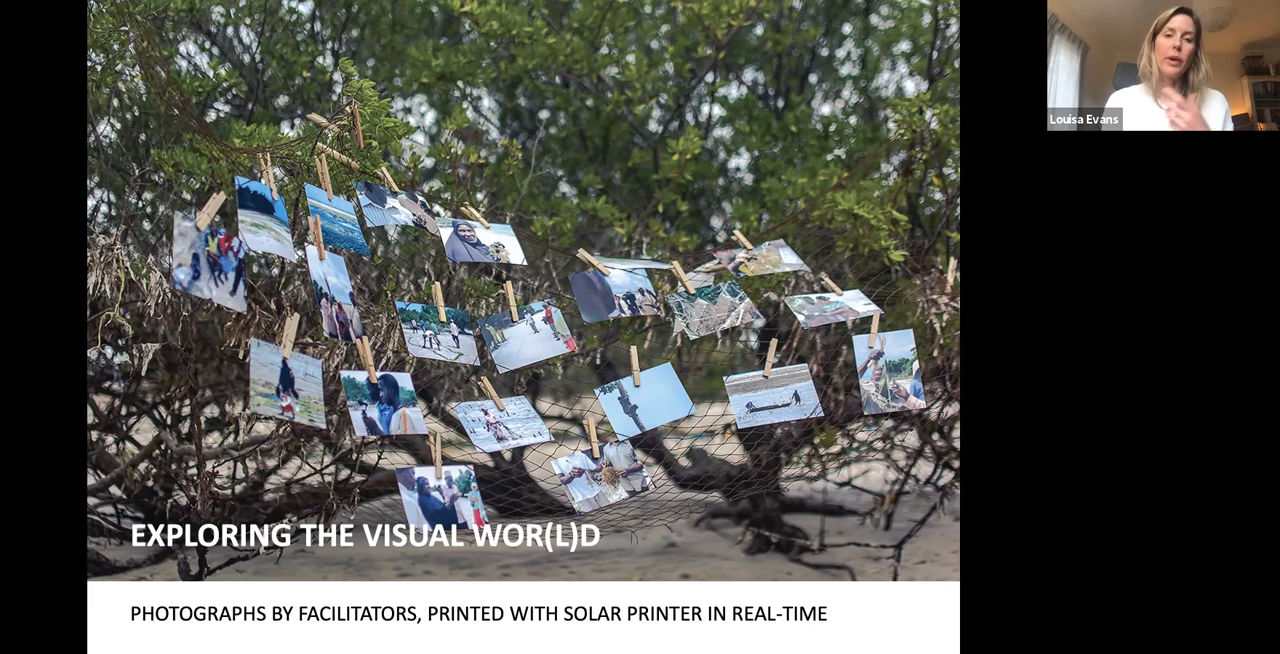 Louisa Evans
EXPLORING THE VISUAL WOR(L)D
PHOTOGRAPHS BY FACILITATORS, PRINTED WITH SOLAR PRINTER IN REAL-TIME